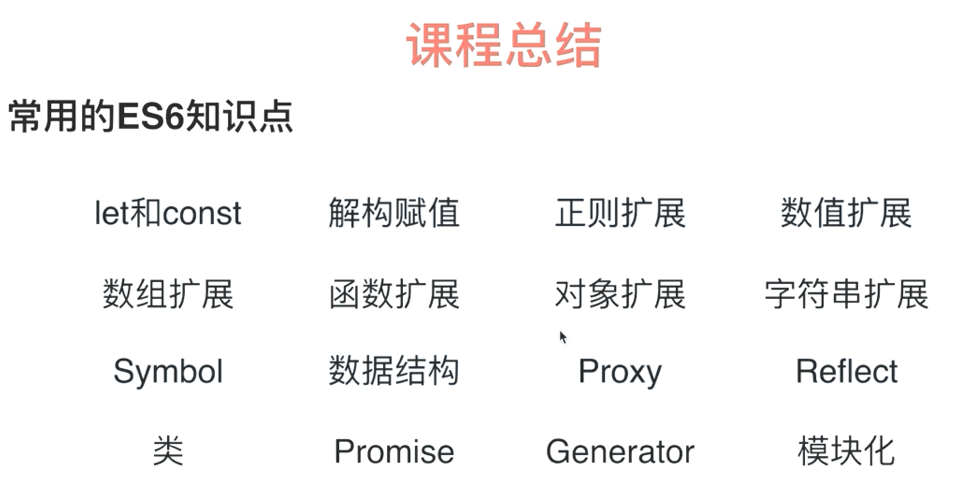 课程总结
常用的ES6知识点
let和const 解构赋值 正则扩展 数值扩展
数组扩展 函数扩展 对象扩展 字符串扩展
Symbol 数据结构 Proxy Reflect
类 Promise Generator 模块化